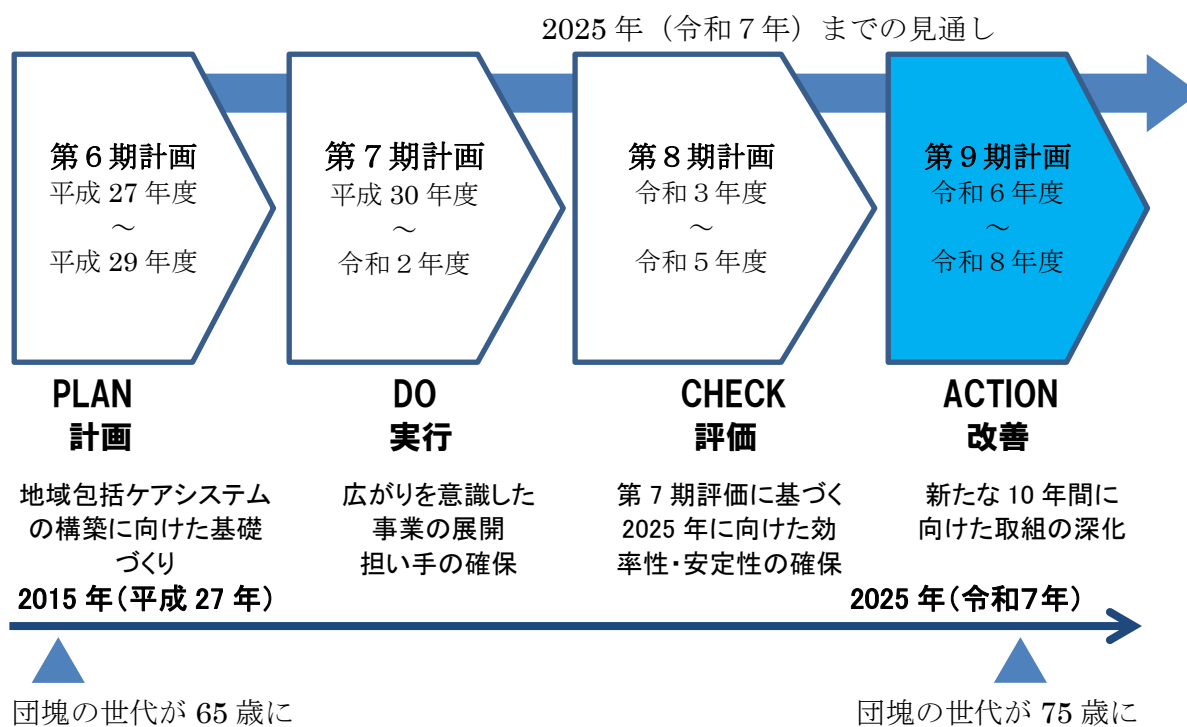 2025 年（令和７年）までの見通し
第６期計画
平成 27 年度
～
平成 29 年度
第７期計画
平成 30 年度
～
令和２年度
第８期計画
令和３年度
～
令和５年度
第９期計画
令和６年度
～
令和８年度
PLAN
計画
DO
実行
CHECK
評価
ACTION
改善
地域包括ケアシステム
の構築に向けた基礎
づくり
広がりを意識した
事業の展開
担い手の確保
第 7 期評価に基づく
2025 年に向けた効
率性・安定性の確保
新たな 10 年間に
向けた取組の深化
2015 年（平成 27 年）
2025 年（令和７年）
団塊の世代が 65 歳に
団塊の世代が 75 歳に